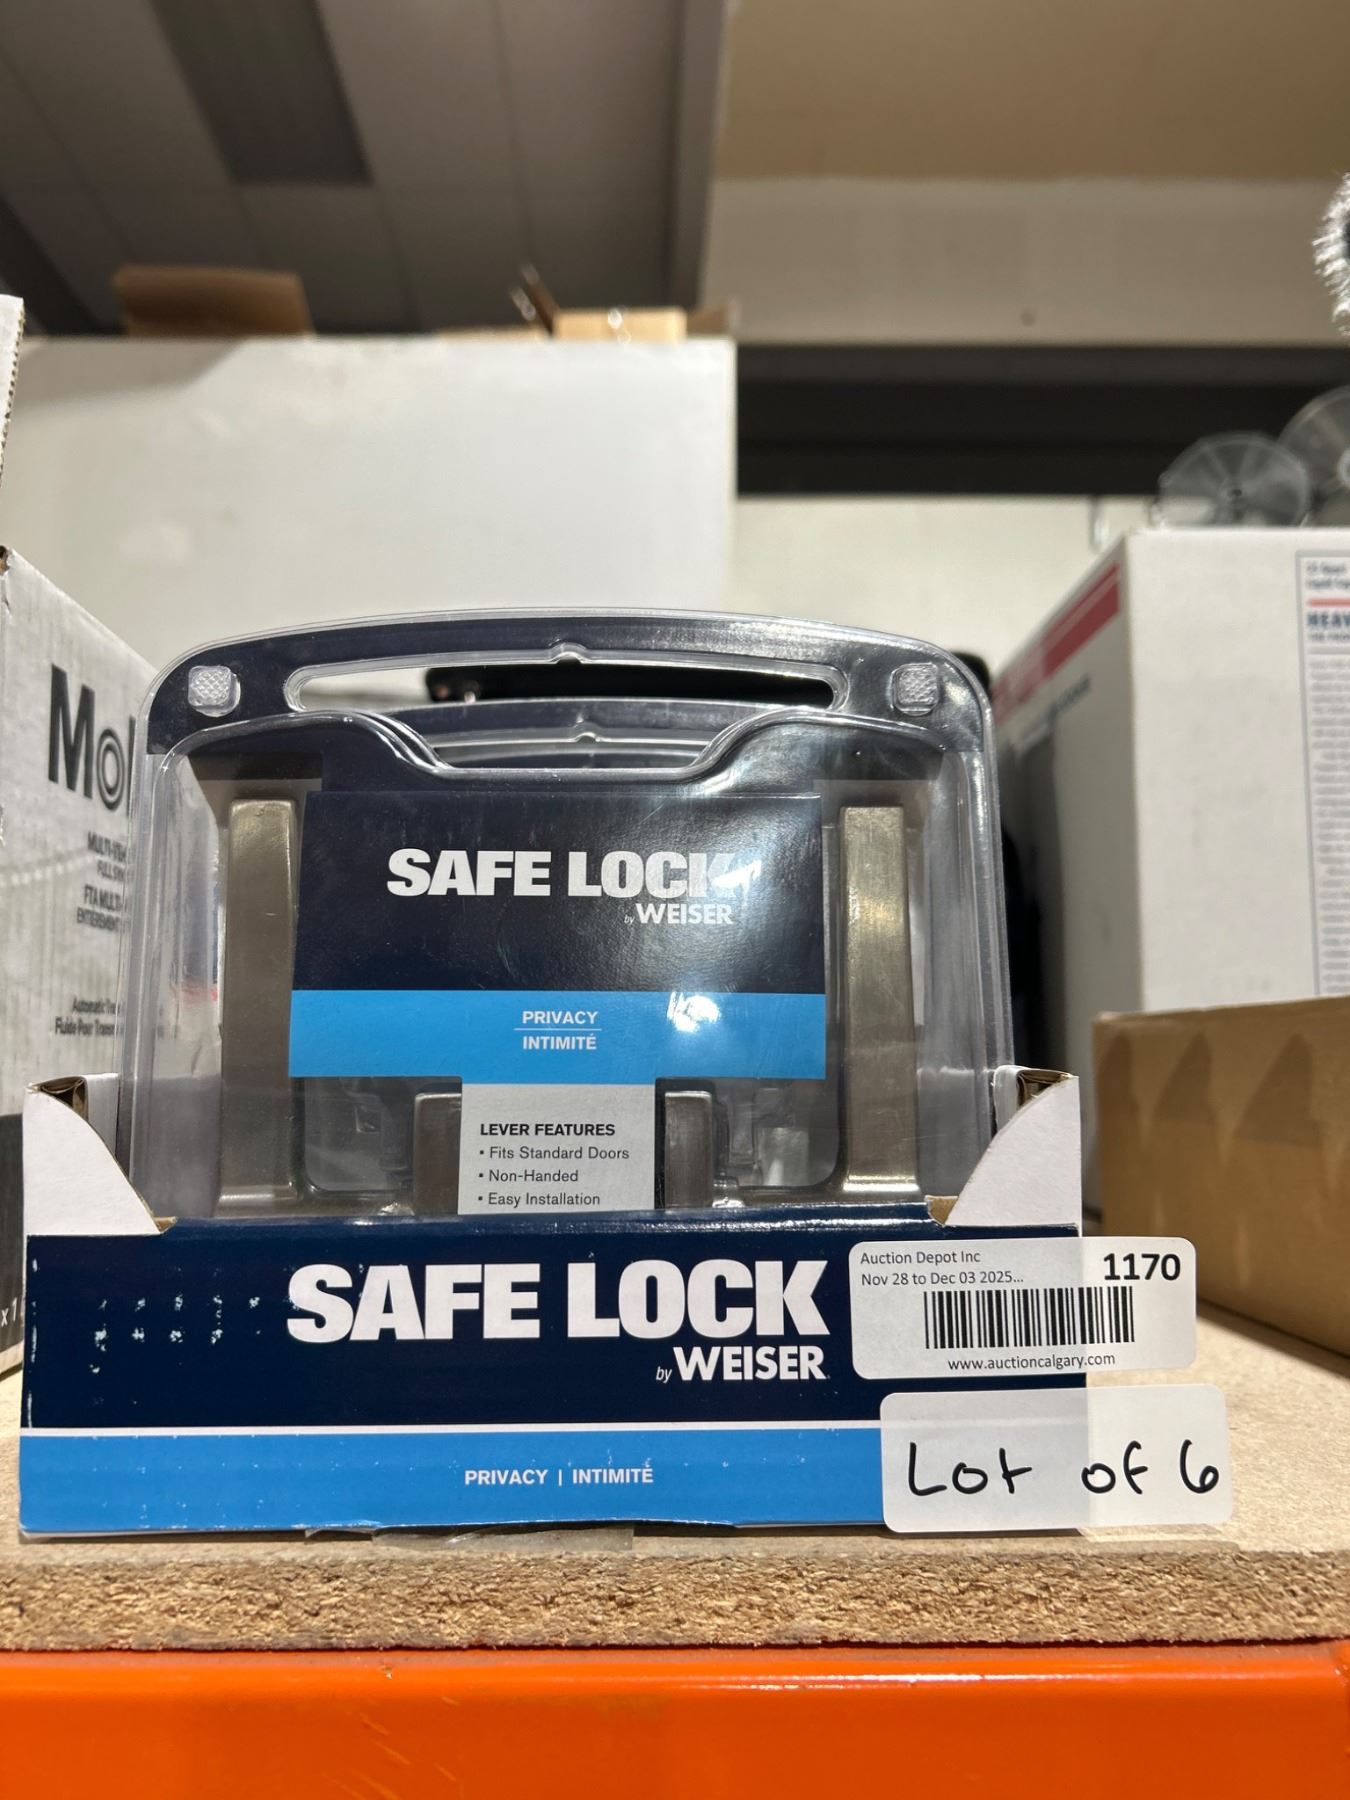 SAFE LOCK
by WEISER
PRIVACY
INTIMITÉ
LEVER FEATURES
▪ Fits Standard Doors
▪ Non-Handed
▪ Easy Installation
SAFE LOCK
by WEISER
PRIVACY | INTIMITÉ
Auction Depot Inc
1170
Nov 28 to Dec 03 2025...
www.auctioncalgary.com
Lot of 6